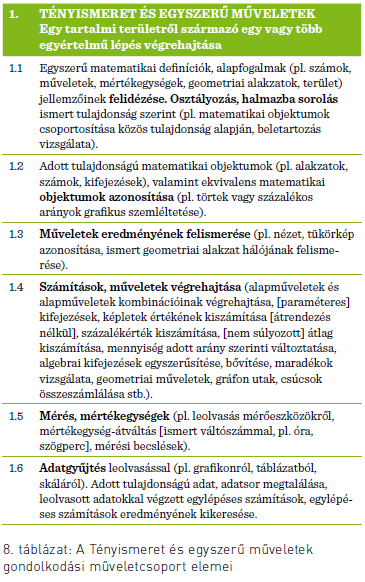 1. TÉNYISMERET ÉS EGYSZERŰ MŰVELETEK
Egy tartalmi területről származó egy vagy több
egyértelmű lépés végrehajtása
1.1 Egyszerű matematikai definíciók, alapfogalmak (pl. számok,
műveletek, mértékegységek, geometriai alakzatok, terület)
jellemzőinek felidézése. Osztályozás, halmazba sorolás
ismert tulajdonság szerint (pl. matematikai objektumok
csoportosítása közös tulajdonság alapján, beletartozás
vizsgálata).
1.2 Adott tulajdonságú matematikai objektumok (pl. alakzatok,
számok, kifejezések), valamint ekvivalens matematikai
objektumok azonosítása (pl. törtek vagy százalékos
arányok grafikus szemléltetése).
1.3 Műveletek eredményének felismerése (pl. nézet, tükörkép
azonosítása, ismert geometriai alakzat hálójának felisme-
rése).
1.4 Számítások, műveletek végrehajtása (alapműveletek és
alapműveletek kombinációinak végrehajtása, [paraméteres]
kifejezések, képletek értékének kiszámítása [átrendezés
nélkül], százalékérték kiszámítása, [nem súlyozott] átlag
kiszámítása, mennyiség adott arány szerinti változtatása,
algebrai kifejezések egyszerűsítése, bővítése, maradékok
vizsgálata, geometriai műveletek, gráfon utak, csúcsok
összeszámlálása stb.).
1.5 Mérés, mértékegységek (pl. leolvasás mérőeszközökről,
mértékegység-átváltás [ismert váltószámmal, pl. óra,
szögperc], mérési becslések).
1.6 Adatgyűjtés leolvasással (pl. grafikonról, táblázatból,
skáláról). Adott tulajdonságú adat, adatsor megtalálása,
leolvasott adatokkal végzett egylépéses számítások, egylépé-
ses számítások eredményének kikeresése.
8. táblázat: A Tényismeret és egyszerű műveletek
gondolkodási műveletcsoport elemei